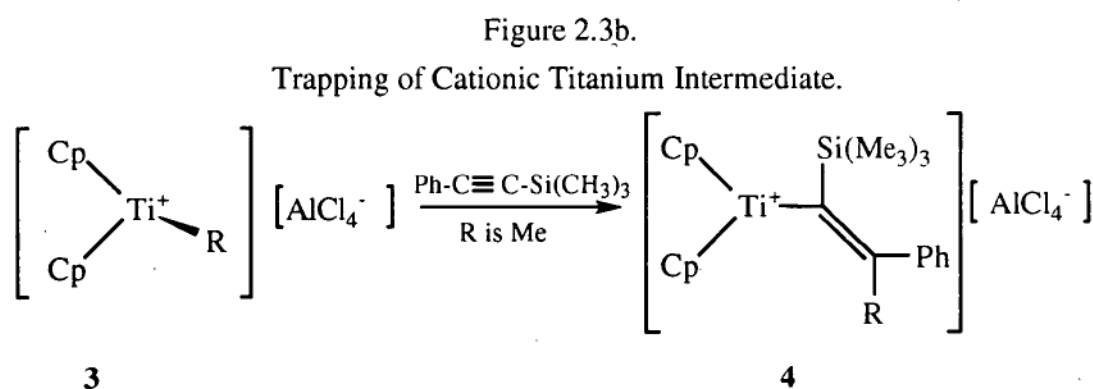 Figure 2.3b.
Trapping of Cationic Titanium Intermediate.
Cp
Ti+
R
Cp
[AlCl4- ]
Ph-C≡C-Si(CH3)3
R is Me
Cp
Si(Me3)3
Ti+
Ph
Cp
R
[ AlCl4- ]
3
4